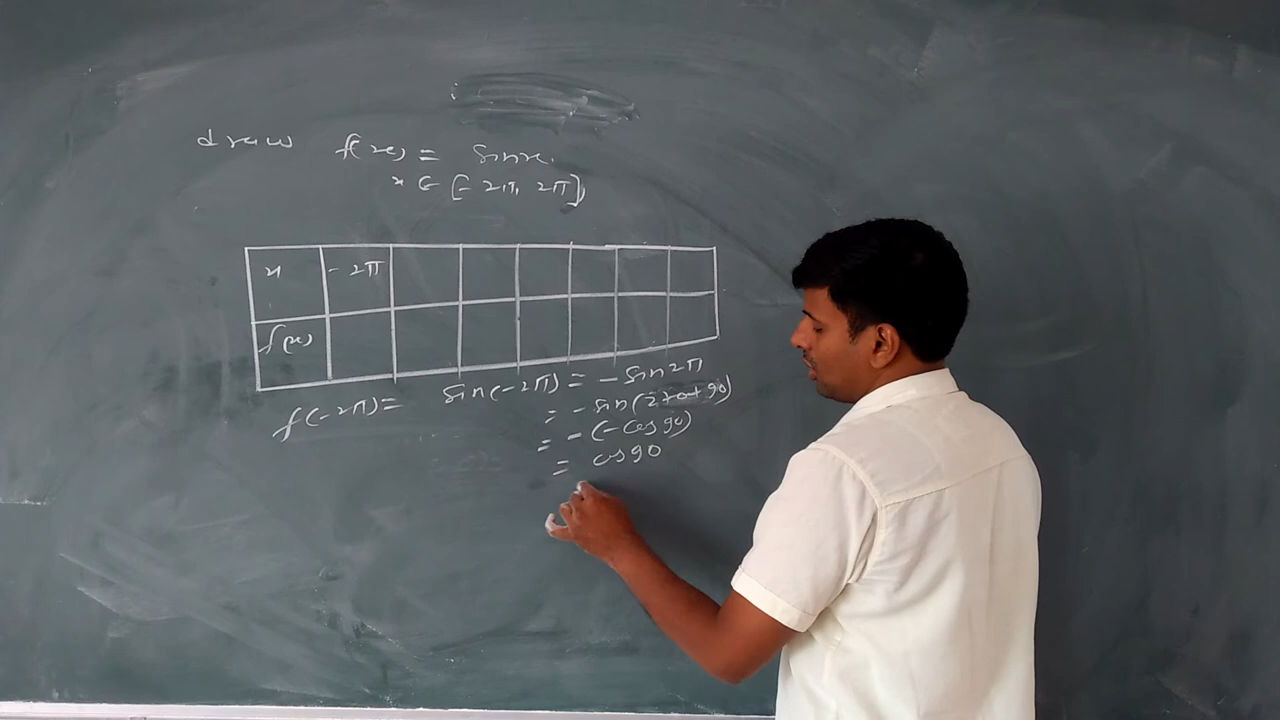 draw f(x) = sinx.
x ∈ [-2π, 2π]
x -2π
f(x)
f(-2π) = sin(-2π) = -sin2π
= -sin(270+90)
= -(-cos90)
= cos90